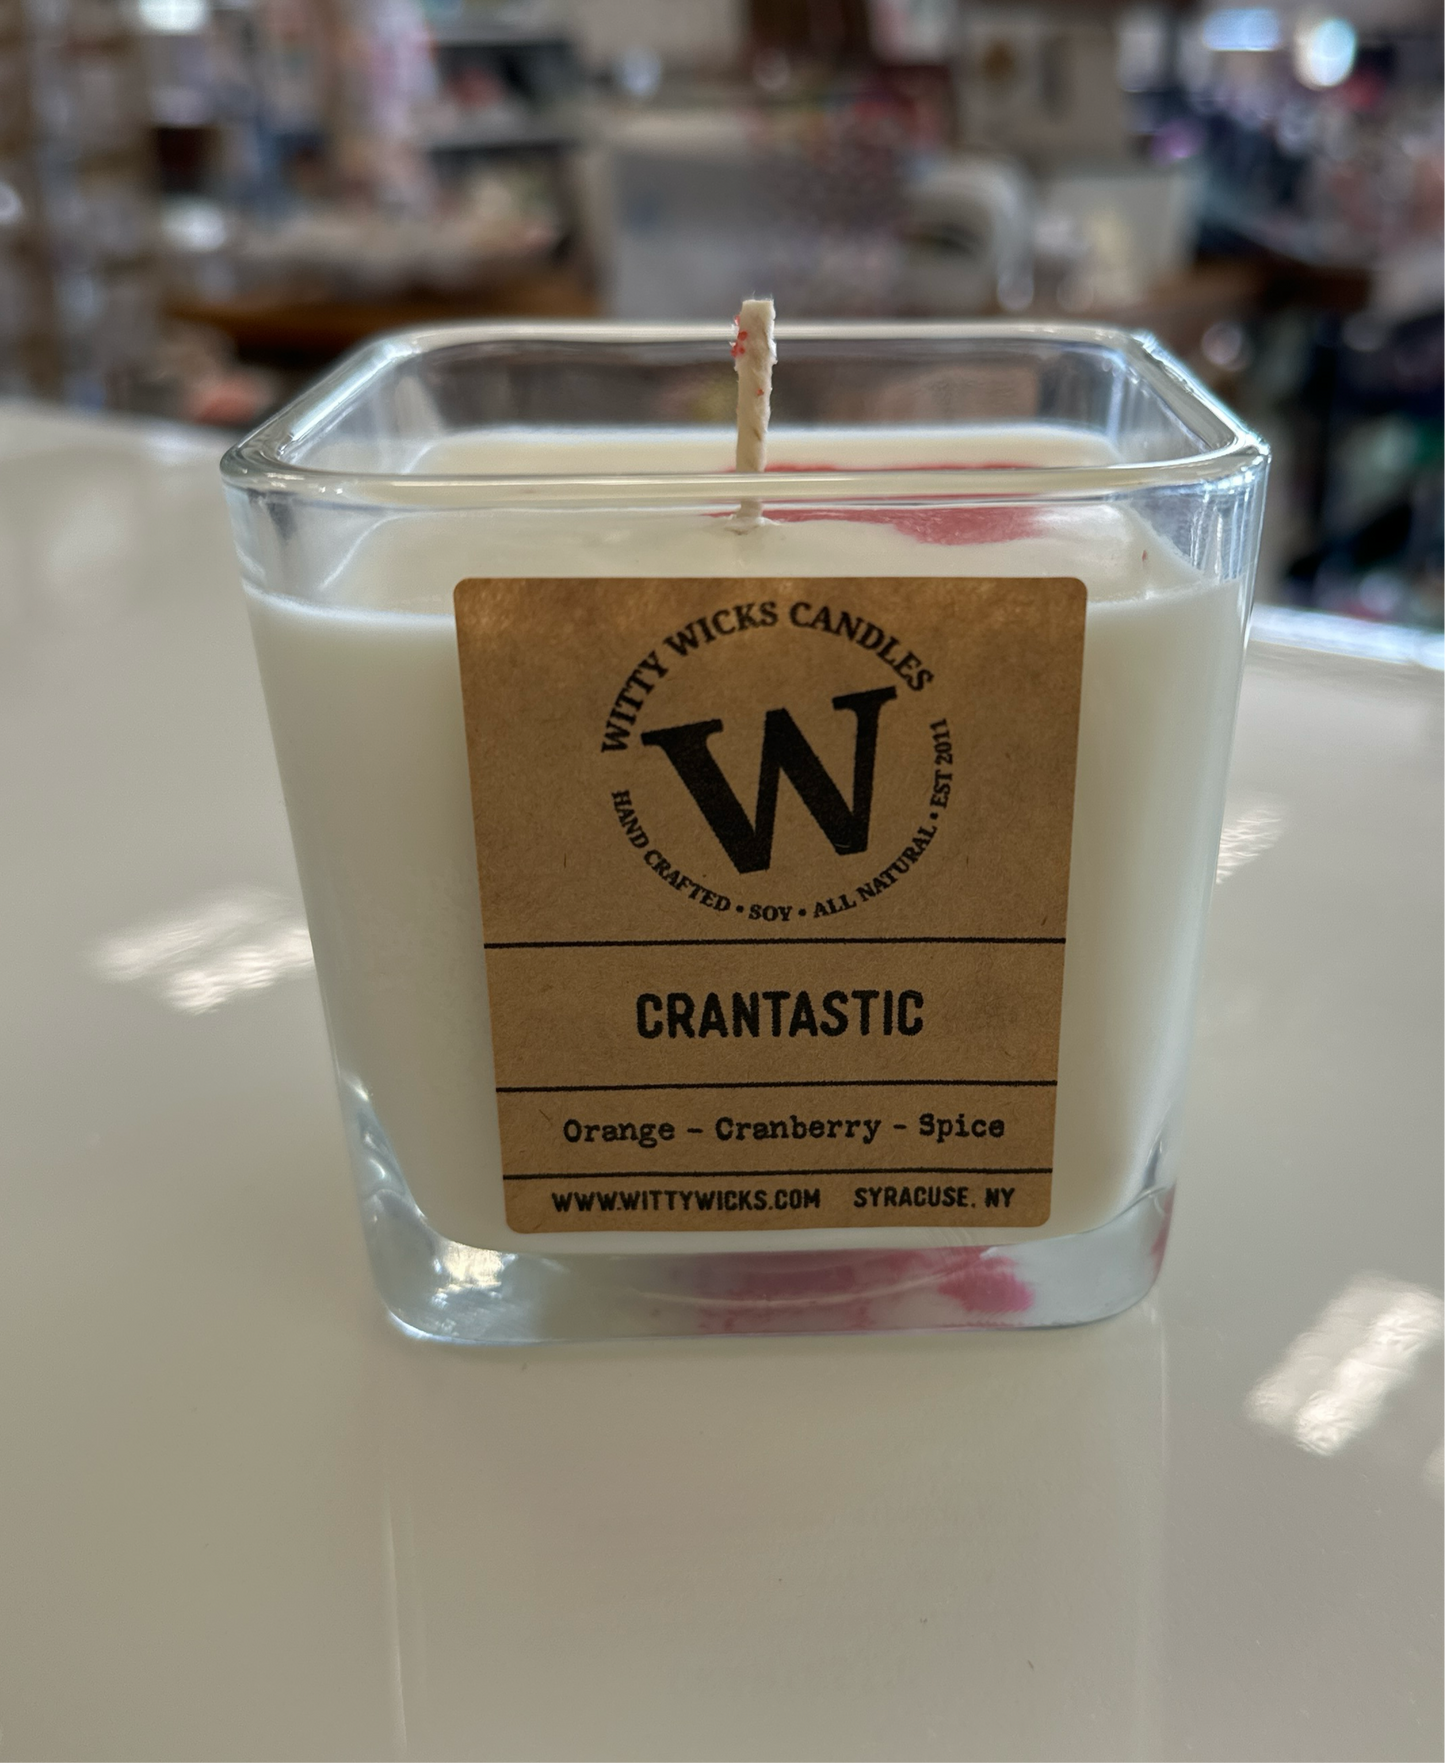 WITTY WICKS CANDLES
W
HAND CRAFTED • SOY • ALL NATURAL • EST 2011
CRANTASTIC
Orange - Cranberry - Spice
WWW.WITTYWICKS.COM SYRACUSE. NY